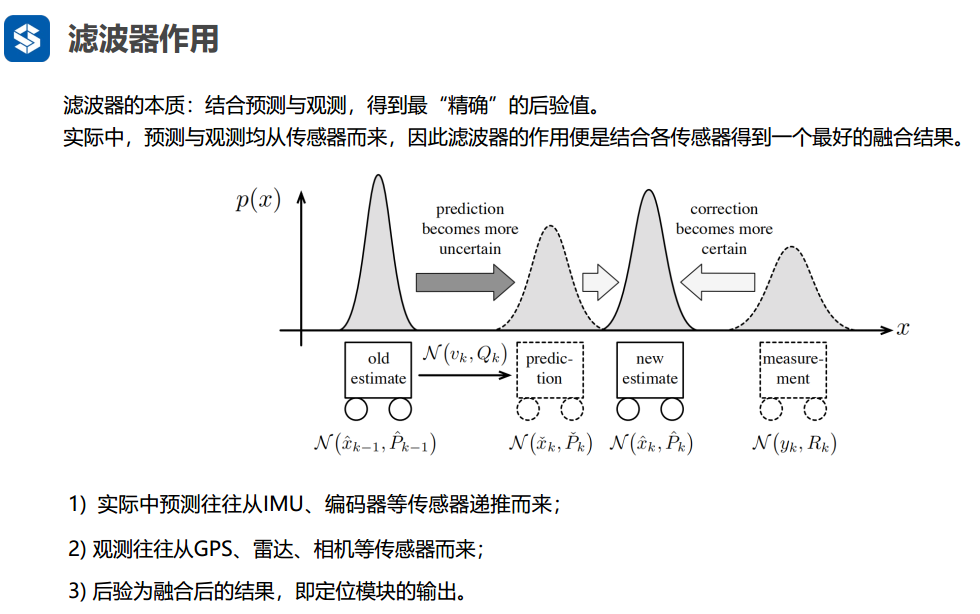 滤波器作用
滤波器的本质：结合预测与观测，得到最“精确”的后验值。
实际中，预测与观测均从传感器而来，因此滤波器的作用便是结合各传感器得到一个最好的融合结果。
p(x)
prediction
becomes more
uncertain
correction
becomes more
certain
x
old
estimate
N(v_k, Q_k)
predic-
tion
new
estimate
measure-
ment
N(x̂_{k−1}, P̂_{k−1})
N(x̌_k, P̌_k)
N(x̂_k, P̂_k)
N(y_k, R_k)
1) 实际中预测往往从IMU、编码器等传感器递推而来；
2) 观测往往从GPS、雷达、相机等传感器而来；
3) 后验为融合后的结果，即定位模块的输出。